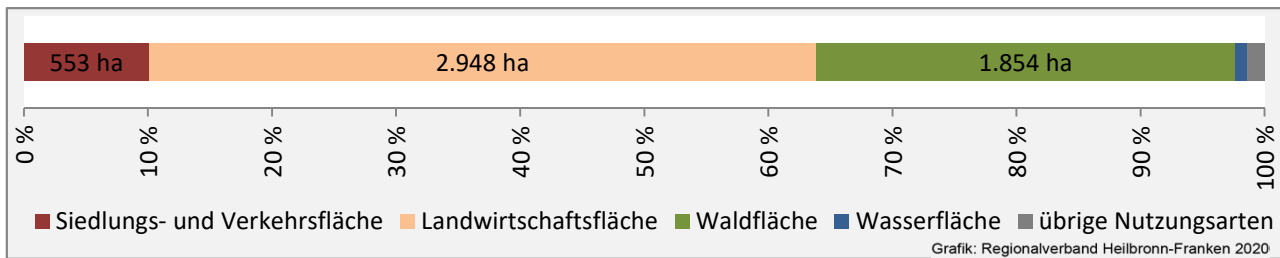 553 ha 2.948 ha 1.854 ha
0 % 10 % 20 % 30 % 40 % 50 % 60 % 70 % 80 % 90 % 100 %
Siedlungs- und Verkehrsfläche Landwirtschaftsfläche Waldfläche Wasserfläche übrige Nutzungsarten
Grafik: Regionalverband Heilbronn-Franken 2020